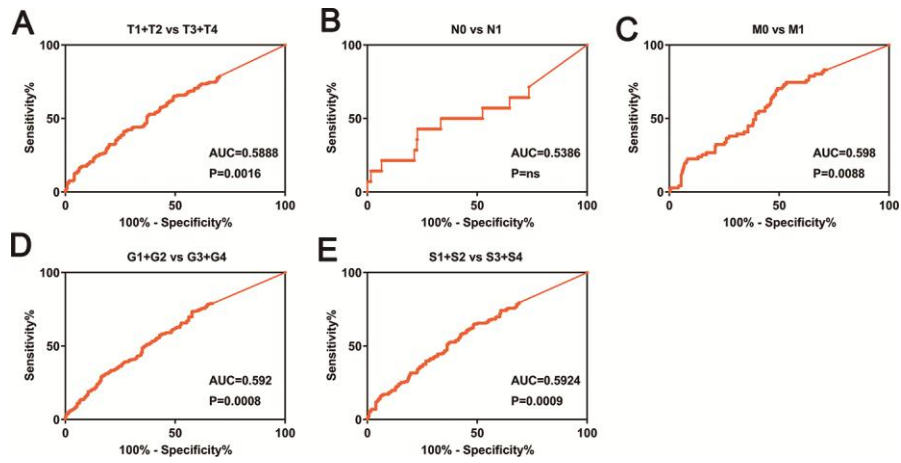 A
T1+T2 vs T3+T4
100
50
0
0
50
100
Sensitivity%
100% - Specificity%
AUC=0.5888
P=0.0016
B
N0 vs N1
100
50
0
0
50
100
Sensitivity%
100% - Specificity%
AUC=0.5386
P=ns
C
M0 vs M1
100
50
0
0
50
100
Sensitivity%
100% - Specificity%
AUC=0.598
P=0.0088
D
G1+G2 vs G3+G4
100
50
0
0
50
100
Sensitivity%
100% - Specificity%
AUC=0.592
P=0.0008
E
S1+S2 vs S3+S4
100
50
0
0
50
100
Sensitivity%
100% - Specificity%
AUC=0.5924
P=0.0009